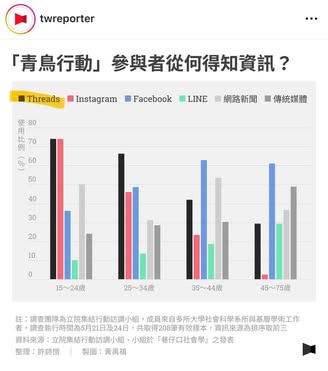 twreporter
「青鳥行動」參與者從何得知資訊？
Threads Instagram Facebook LINE 網路新聞 傳統媒體
使用比例（%）
80
70
60
50
40
30
20
10
0
15～24歲 25～34歲 35～44歲 45～75歲
註：調查團隊為立院集結行動訪調小組，成員來自多所大學社會科學系所與基層學術工作
者，調查執行時間為5月21日及24日，共取得208筆有效樣本，資訊來源為排序取前三
資料來源：立院集結行動訪調小組、小組於「巷仔口社會學」之發表
整理：許詩愷 ｜ 製圖：黃禹禛